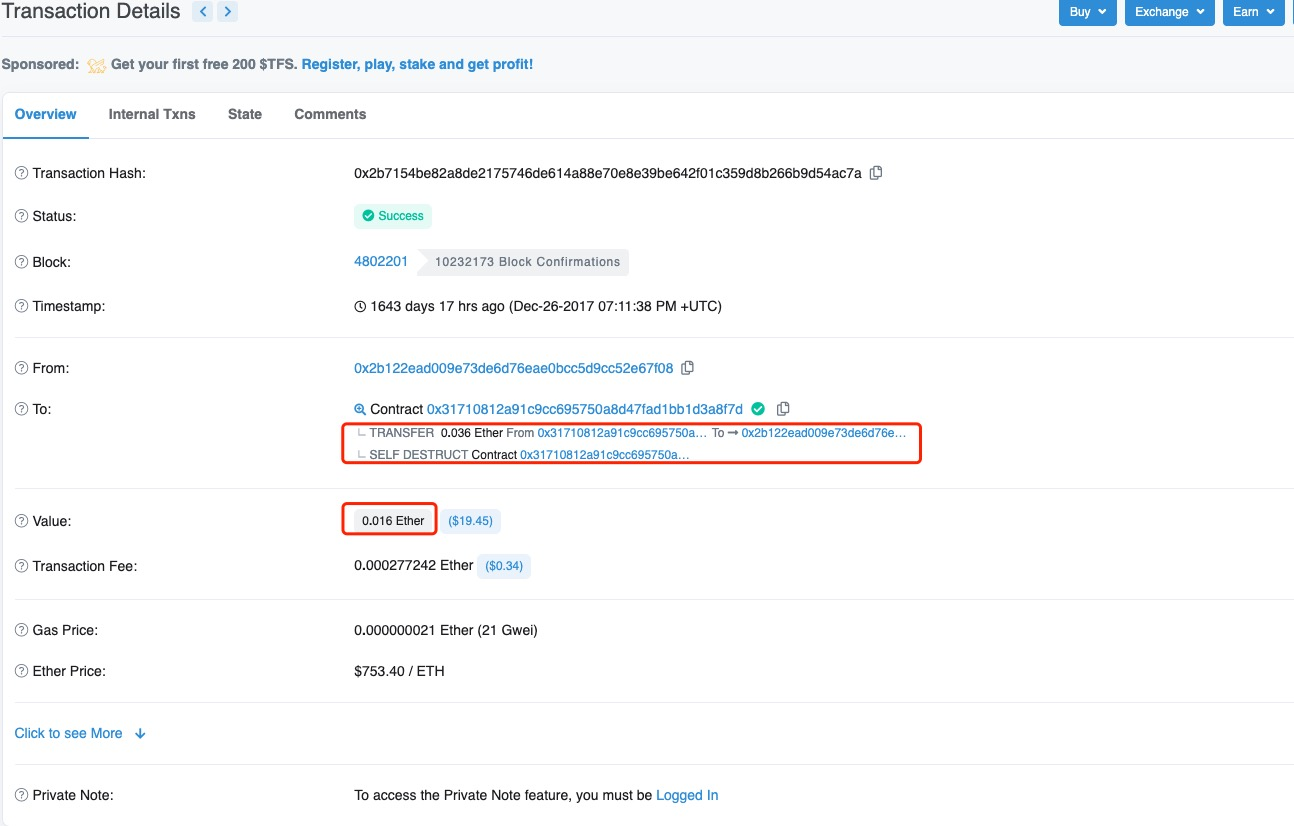 Transaction Details
Buy Exchange Earn
Sponsored: Get your first free 200 $TFS. Register, play, stake and get profit!
Overview Internal Txns State Comments
Transaction Hash: 0x2b7154be82a8de2175746de614a88e70e8e39be642f01c359d8b266b9d54ac7a
Status: Success
Block: 4802201 10232173 Block Confirmations
Timestamp: 1643 days 17 hrs ago (Dec-26-2017 07:11:38 PM +UTC)
From: 0x2b122ead009e73de6d76eae0bcc5d9cc52e67f08
To: Contract 0x31710812a91c9cc695750a8d47fad1bb1d3a8f7d
TRANSFER 0.036 Ether From 0x31710812a91c9cc695750a... To → 0x2b122ead009e73de6d76e...
SELF DESTRUCT Contract 0x31710812a91c9cc695750a...
Value: 0.016 Ether ($19.45)
Transaction Fee: 0.000277242 Ether ($0.34)
Gas Price: 0.000000021 Ether (21 Gwei)
Ether Price: $753.40 / ETH
Click to see More ↓
Private Note: To access the Private Note feature, you must be Logged In